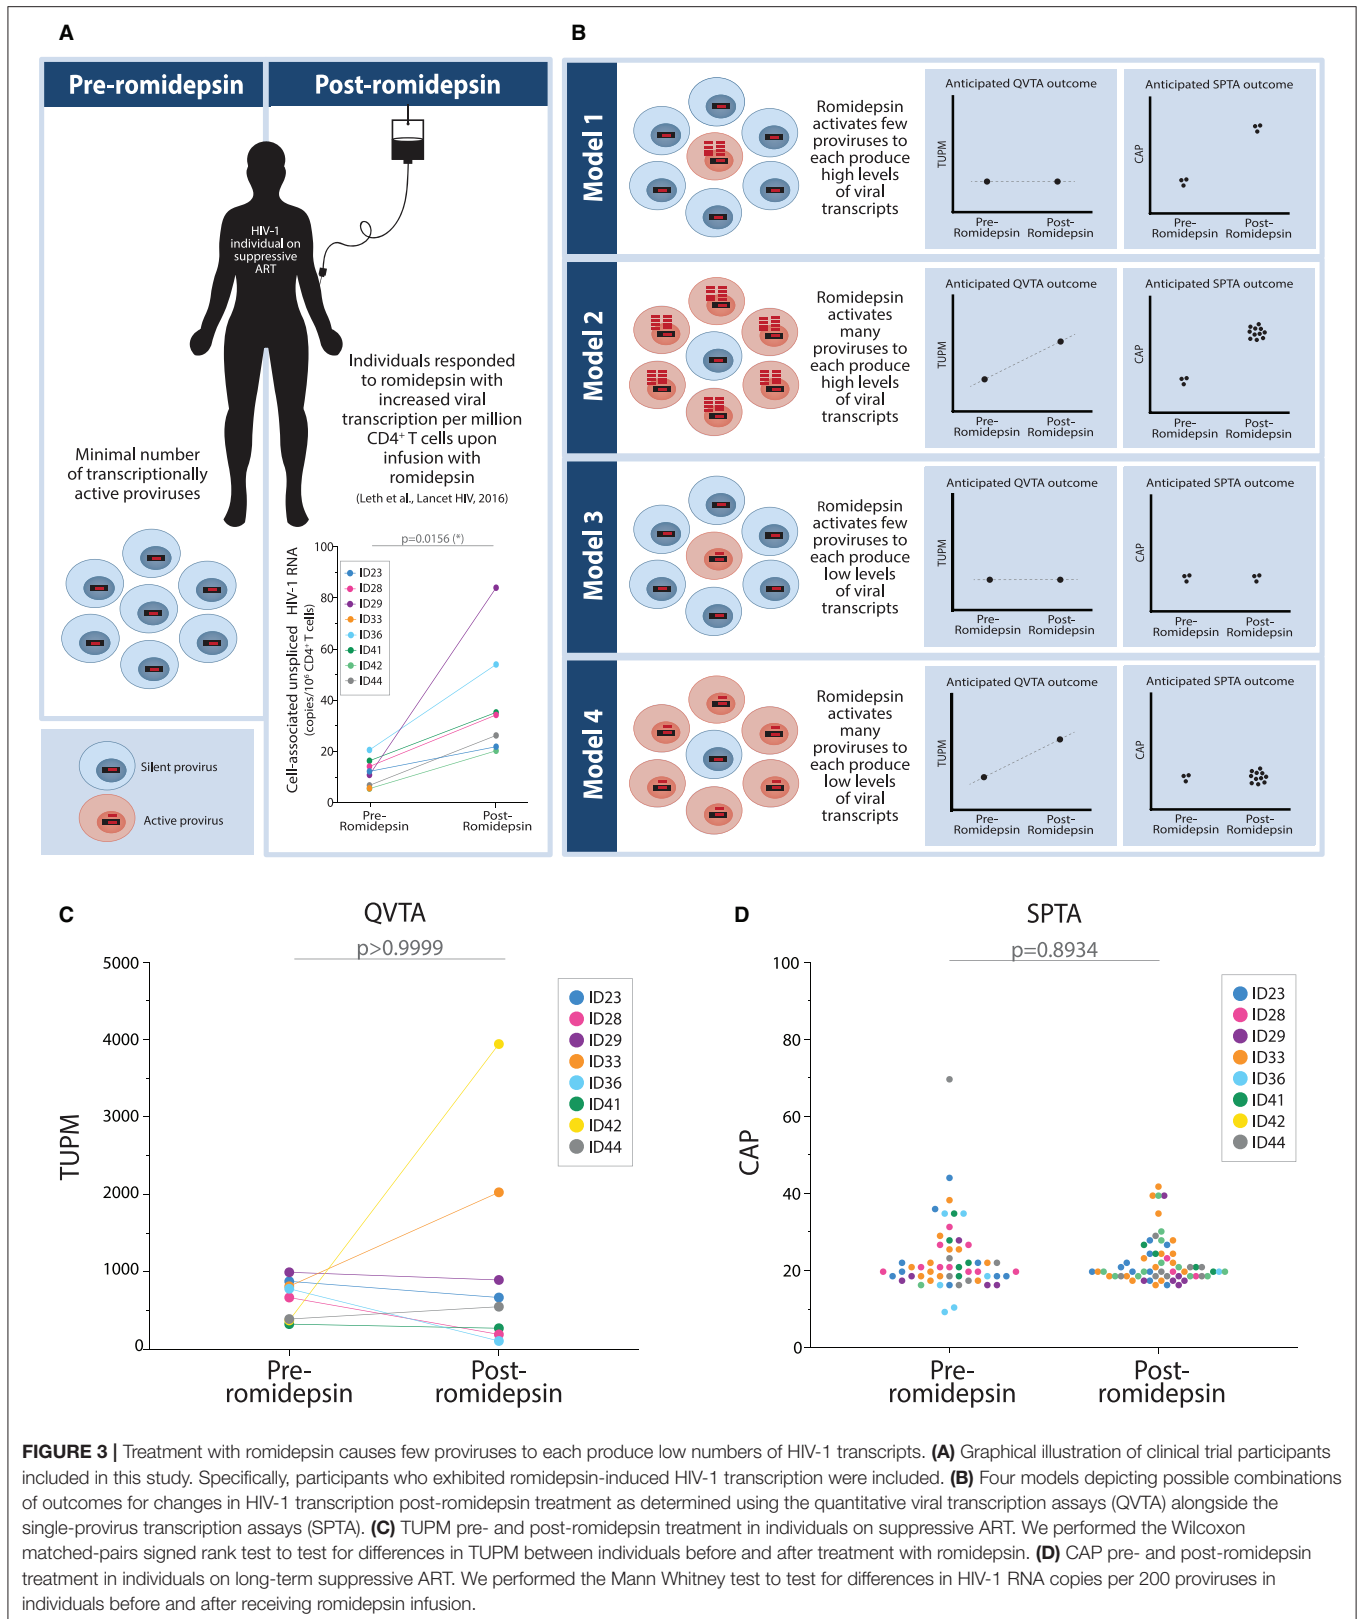 A
Pre-romidepsin
Post-romidepsin
HIV-1
individual on
suppressive
ART
Individuals responded
to romidepsin with
increased viral
transcription per million
CD4⁺ T cells upon
infusion with
romidepsin
(Leth et al., Lancet HIV, 2016)
Minimal number
of transcriptionally
active proviruses
Cell-associated unspliced HIV-1 RNA
(copies/10⁶ CD4⁺ T cells)
100
80
60
40
20
0
p=0.0156 (*)
ID23
ID28
ID29
ID33
ID36
ID41
ID42
ID44
Pre-
Romidepsin
Post-
Romidepsin
Silent provirus
Active provirus
B
Model 1
Romidepsin
activates few
proviruses to
each produce
high levels
of viral
transcripts
Anticipated QVTA outcome
TUPM
Pre-
Romidepsin
Post-
Romidepsin
Anticipated SPTA outcome
CAP
Pre-
Romidepsin
Post-
Romidepsin
Model 2
Romidepsin
activates
many
proviruses to
each produce
high levels
of viral
transcripts
Anticipated QVTA outcome
TUPM
Pre-
Romidepsin
Post-
Romidepsin
Anticipated SPTA outcome
CAP
Pre-
Romidepsin
Post-
Romidepsin
Model 3
Romidepsin
activates few
proviruses to
each produce
low levels
of viral
transcripts
Anticipated QVTA outcome
TUPM
Pre-
Romidepsin
Post-
Romidepsin
Anticipated SPTA outcome
CAP
Pre-
Romidepsin
Post-
Romidepsin
Model 4
Romidepsin
activates
many
proviruses to
each produce
low levels
of viral
transcripts
Anticipated QVTA outcome
TUPM
Pre-
Romidepsin
Post-
Romidepsin
Anticipated SPTA outcome
CAP
Pre-
Romidepsin
Post-
Romidepsin
C
QVTA
p>0.9999
TUPM
5000
4000
3000
2000
1000
0
ID23
ID28
ID29
ID33
ID36
ID41
ID42
ID44
Pre-
romidepsin
Post-
romidepsin
D
SPTA
p=0.8934
CAP
100
80
60
40
20
0
ID23
ID28
ID29
ID33
ID36
ID41
ID42
ID44
Pre-
romidepsin
Post-
romidepsin
FIGURE 3 | Treatment with romidepsin causes few proviruses to each produce low numbers of HIV-1 transcripts. (A) Graphical illustration of clinical trial participants
included in this study. Specifically, participants who exhibited romidepsin-induced HIV-1 transcription were included. (B) Four models depicting possible combinations
of outcomes for changes in HIV-1 transcription post-romidepsin treatment as determined using the quantitative viral transcription assays (QVTA) alongside the
single-provirus transcription assays (SPTA). (C) TUPM pre- and post-romidepsin treatment in individuals on suppressive ART. We performed the Wilcoxon
matched-pairs signed rank test to test for differences in TUPM between individuals before and after treatment with romidepsin. (D) CAP pre- and post-romidepsin
treatment in individuals on long-term suppressive ART. We performed the Mann Whitney test to test for differences in HIV-1 RNA copies per 200 proviruses in
individuals before and after receiving romidepsin infusion.